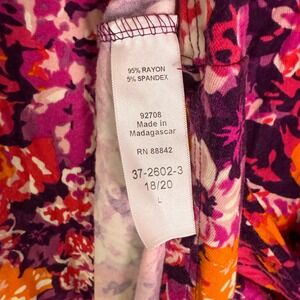 95% RAYON
5% SPANDEX
92708
Made in
Madagascar
RN 88842
37-2602-3
18/20
L